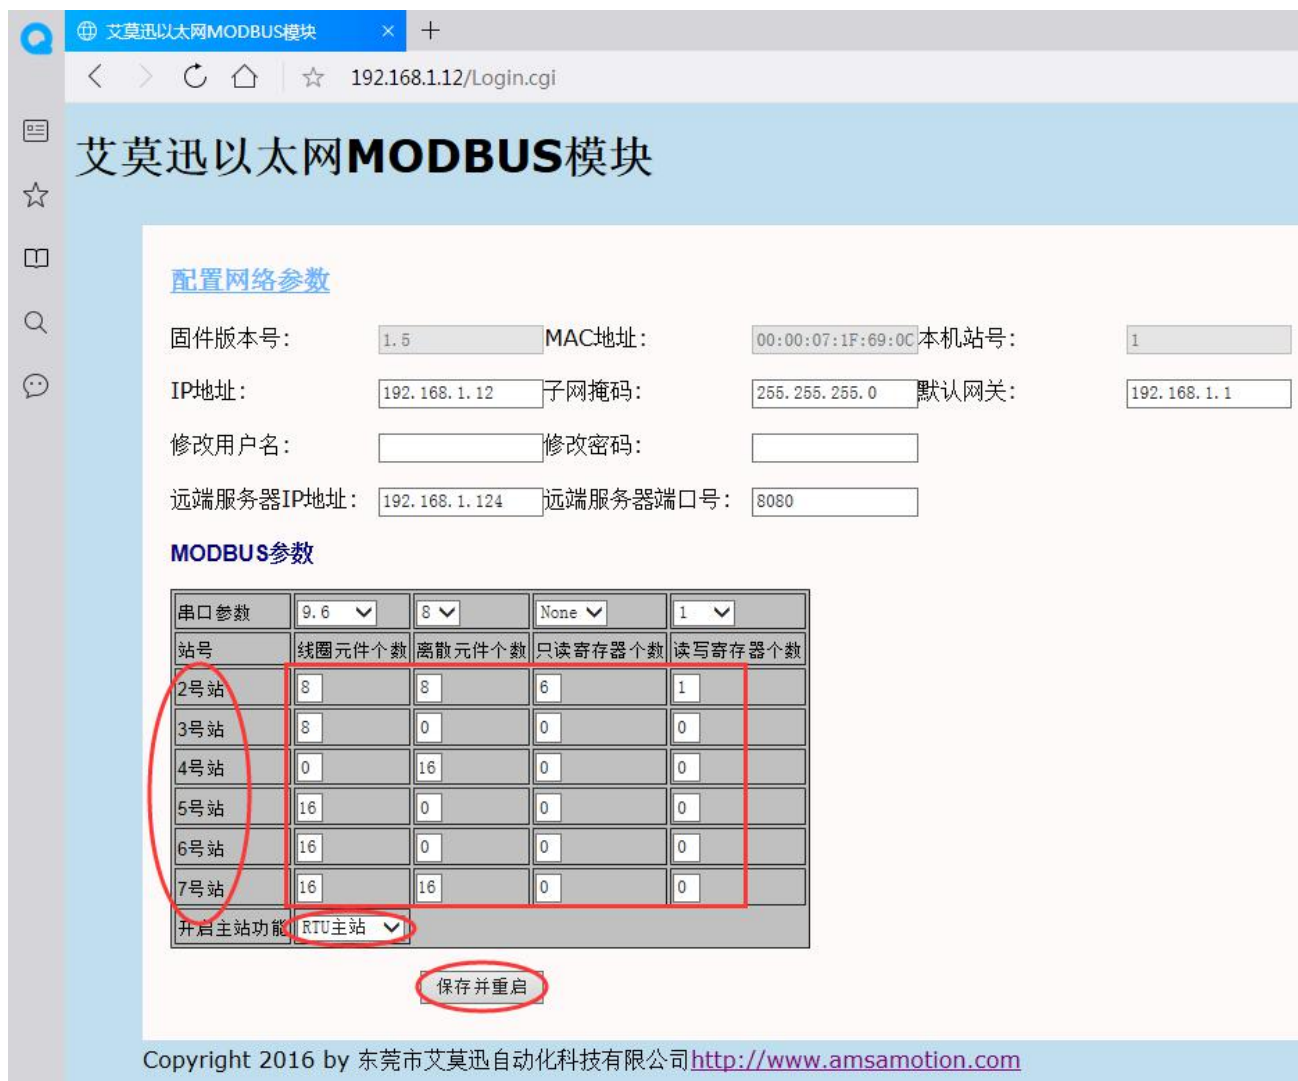 艾莫迅以太网MODBUS模块
192.168.1.12/Login.cgi
艾莫迅以太网MODBUS模块
配置网络参数
固件版本号: 1.5 MAC地址: 00:00:07:1F:69:0C 本机站号: 1
IP地址: 192.168.1.12 子网掩码: 255.255.255.0 默认网关: 192.168.1.1
修改用户名: 修改密码:
远端服务器IP地址: 192.168.1.124 远端服务器端口号: 8080
MODBUS参数
串口参数 9.6 8 None 1
站号 线圈元件个数 离散元件个数 只读寄存器个数 读写寄存器个数
2号站 8 8 6 1
3号站 8 0 0 0
4号站 0 16 0 0
5号站 16 0 0 0
6号站 16 0 0 0
7号站 16 16 0 0
开启主站功能 RTU主站
保存并重启
Copyright 2016 by 东莞市艾莫迅自动化科技有限公司http://www.amsamotion.com